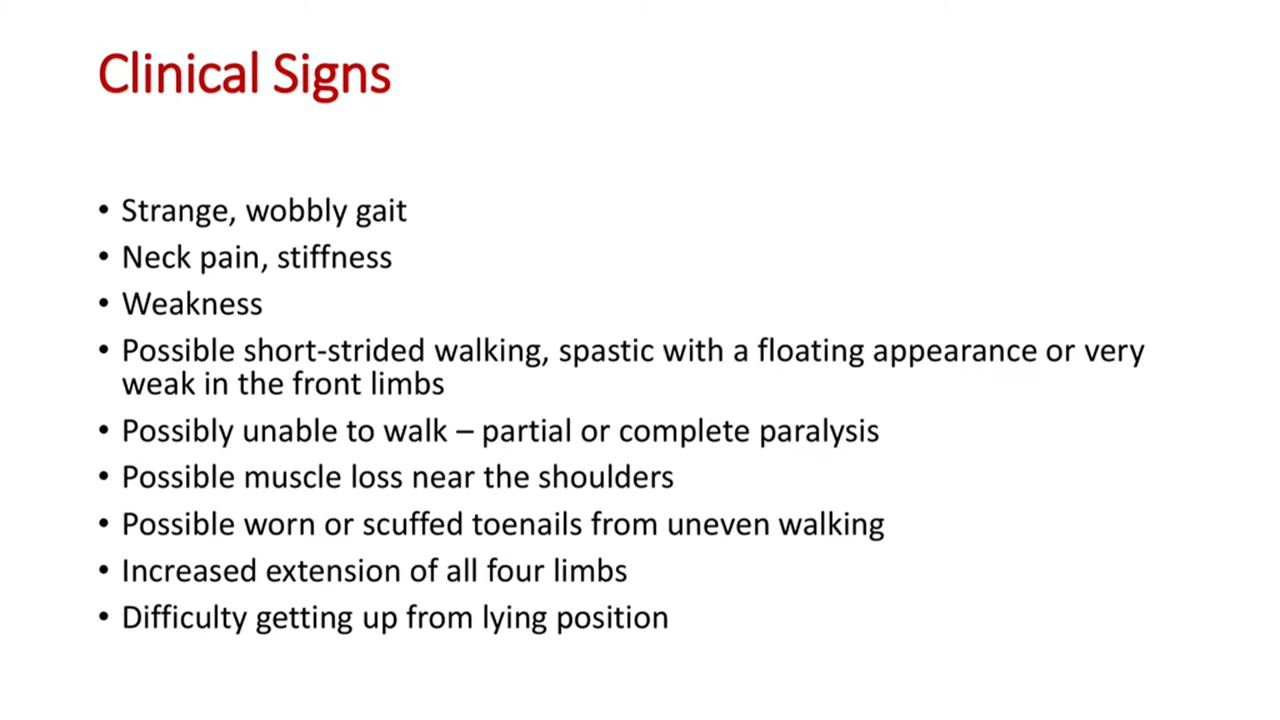 Clinical Signs
• Strange, wobbly gait
• Neck pain, stiffness
• Weakness
• Possible short-strided walking, spastic with a floating appearance or very
weak in the front limbs
• Possibly unable to walk – partial or complete paralysis
• Possible muscle loss near the shoulders
• Possible worn or scuffed toenails from uneven walking
• Increased extension of all four limbs
• Difficulty getting up from lying position